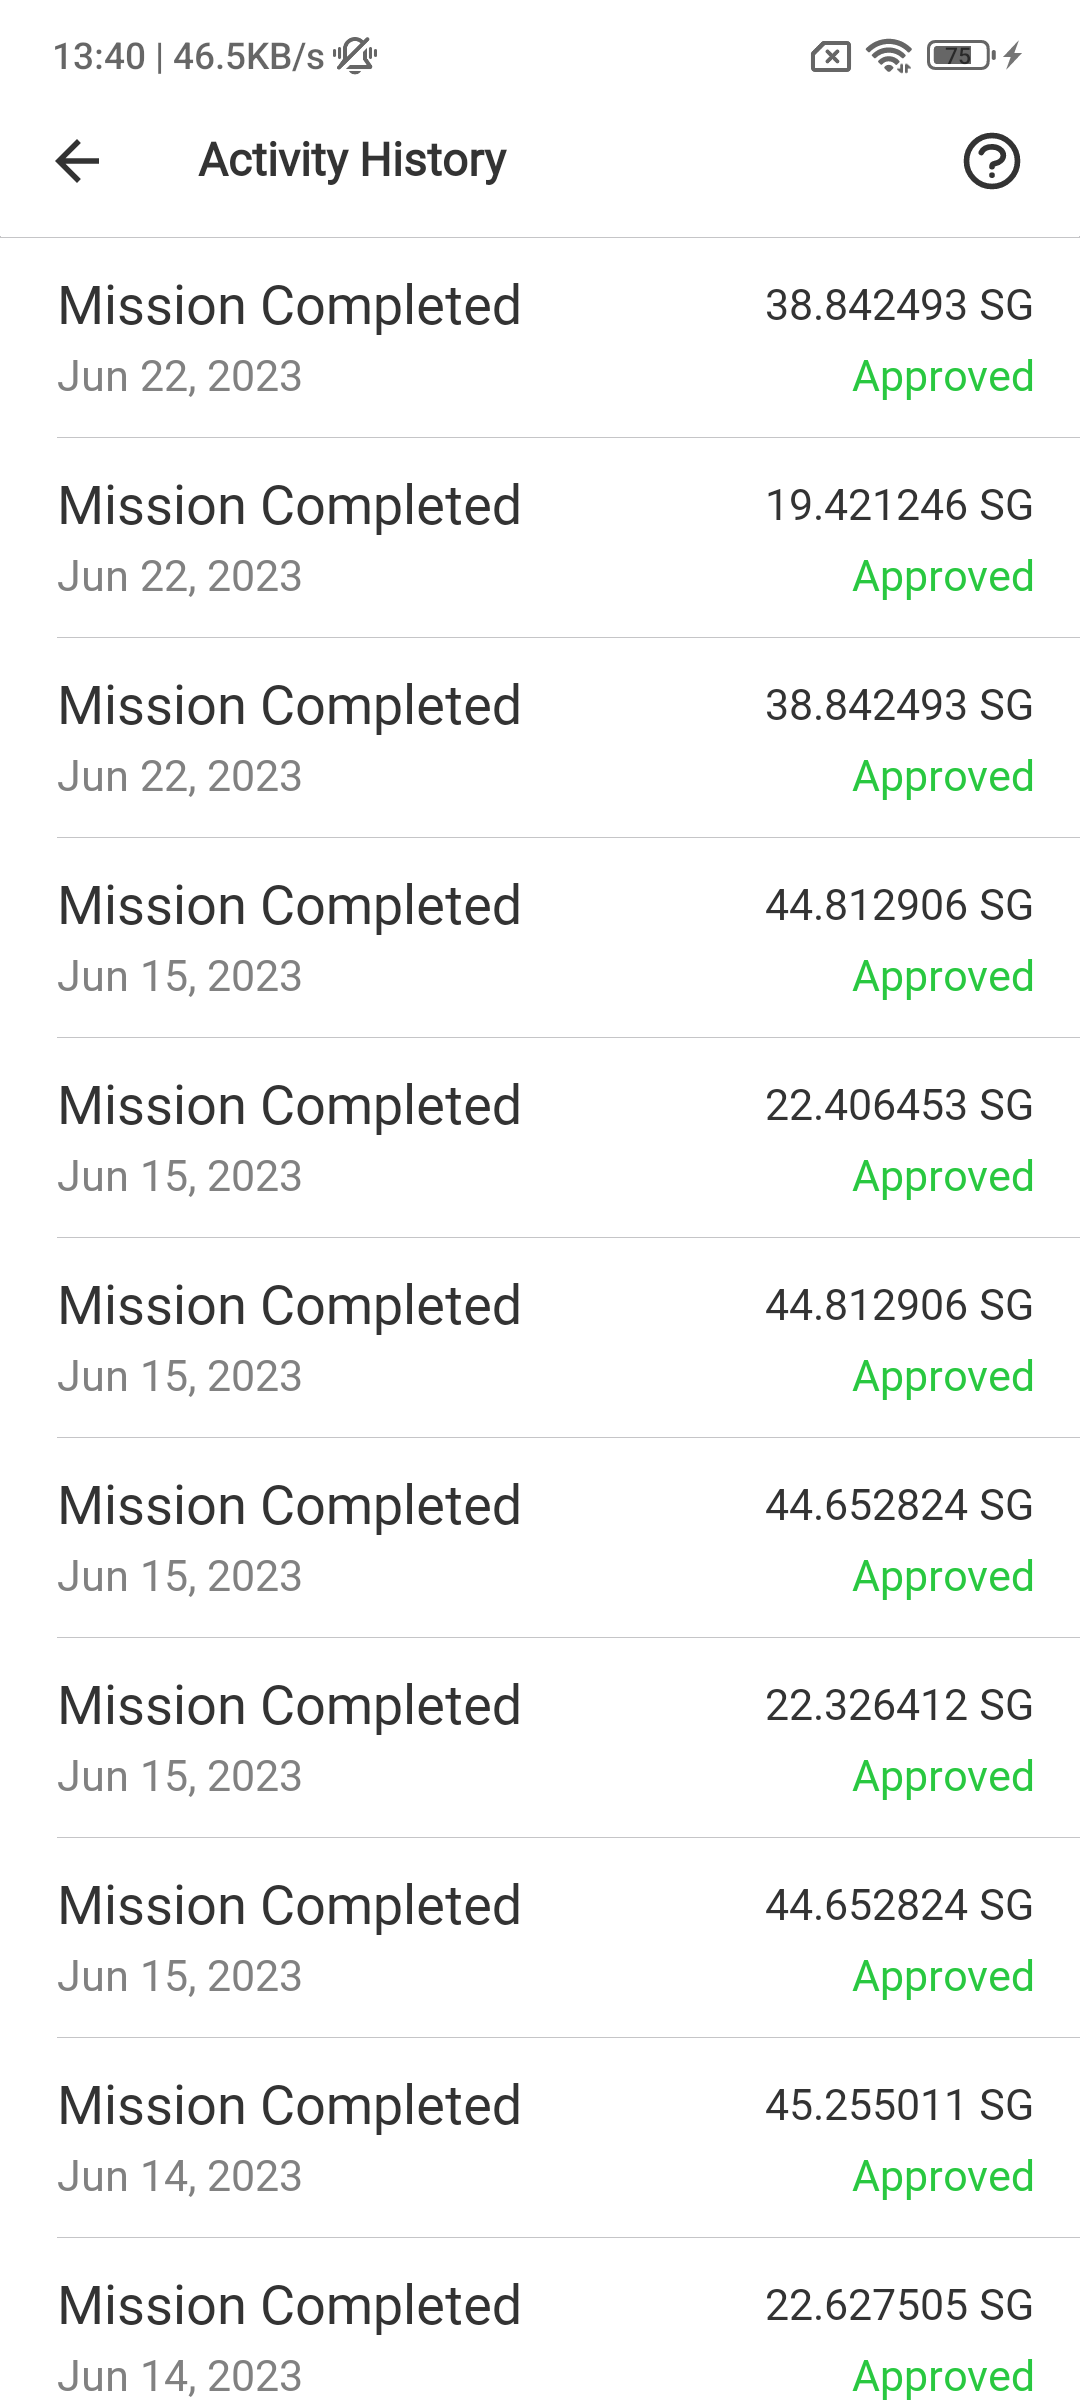 13:40 | 46.5KB/s 75
Activity History
Mission Completed 38.842493 SG
Jun 22, 2023 Approved
Mission Completed 19.421246 SG
Jun 22, 2023 Approved
Mission Completed 38.842493 SG
Jun 22, 2023 Approved
Mission Completed 44.812906 SG
Jun 15, 2023 Approved
Mission Completed 22.406453 SG
Jun 15, 2023 Approved
Mission Completed 44.812906 SG
Jun 15, 2023 Approved
Mission Completed 44.652824 SG
Jun 15, 2023 Approved
Mission Completed 22.326412 SG
Jun 15, 2023 Approved
Mission Completed 44.652824 SG
Jun 15, 2023 Approved
Mission Completed 45.255011 SG
Jun 14, 2023 Approved
Mission Completed 22.627505 SG
Jun 14, 2023 Approved